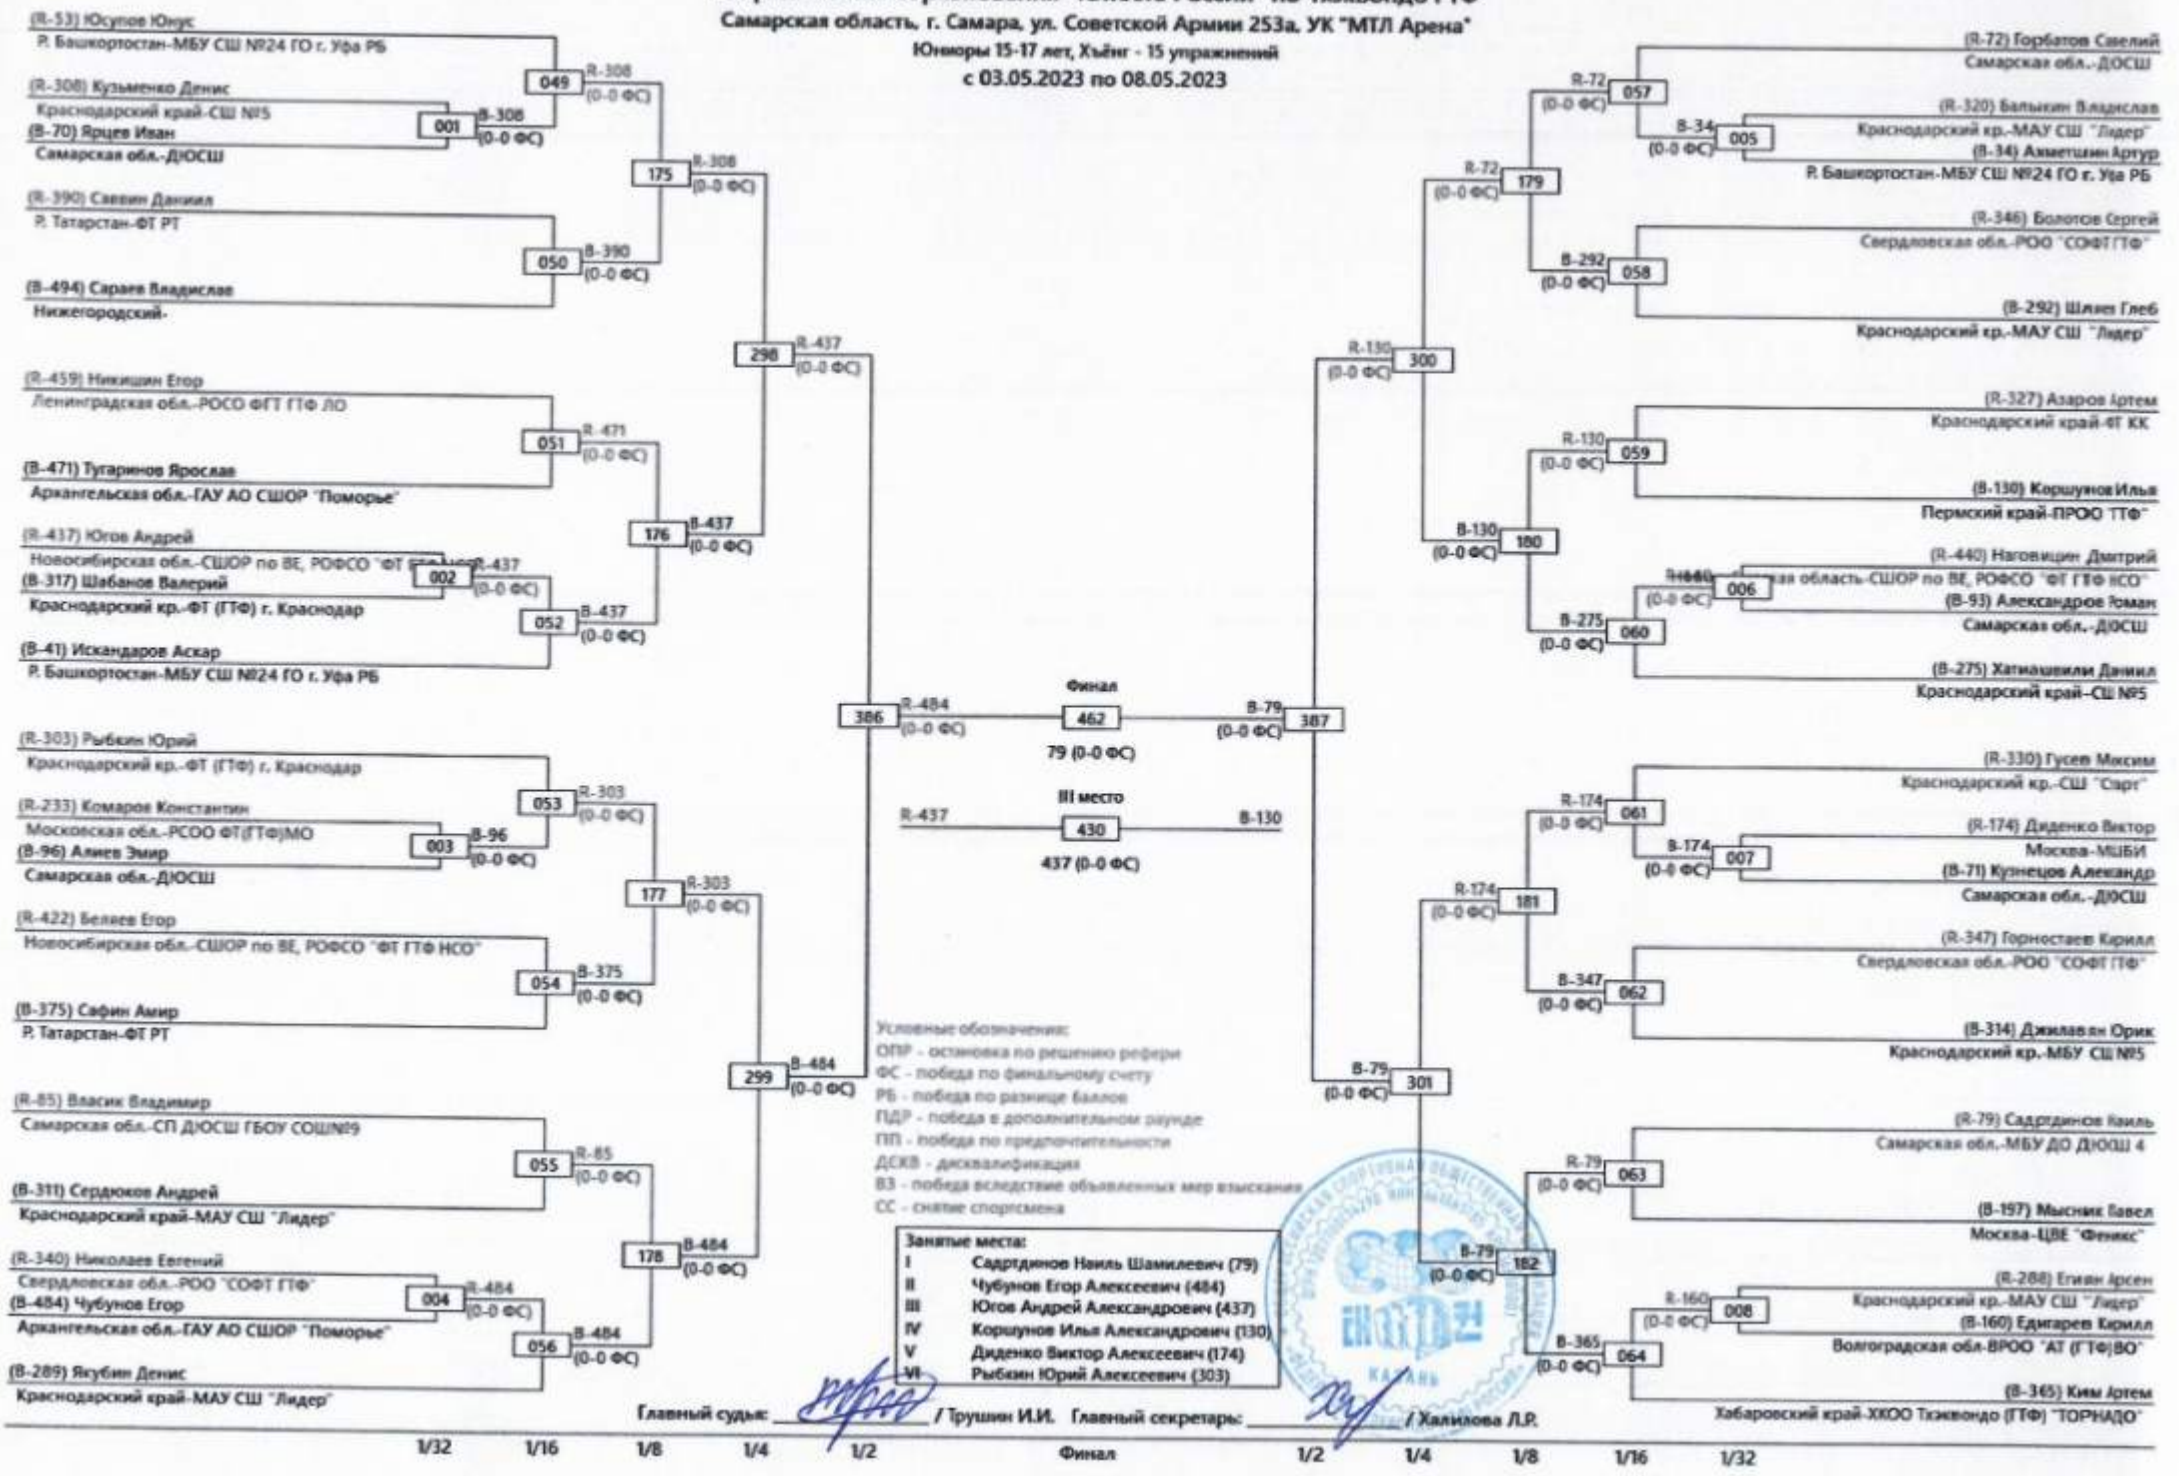 Самарская область, г. Самара, ул. Советской Армии 253а, УК "МТЛ Арена"
Юниоры 15-17 лет, Хъёнг - 15 упражнений
с 03.05.2023 по 08.05.2023
(R-53) Юсупов Юнус
Р. Башкортостан-МБУ СШ №24 ГО г. Уфа РБ
049
R-308
(0-0 ФС)
(R-308) Кузьменко Денис
Краснодарский край-СШ №5
001
B-308
(0-0 ФС)
(B-70) Ярцев Иван
Самарская обл.-ДЮСШ
175
R-308
(0-0 ФС)
(R-390) Саввин Даниил
Р. Татарстан-ФТ РТ
050
B-390
(0-0 ФС)
(B-494) Сараев Владислав
Нижегородский-
298
R-437
(0-0 ФС)
(R-459) Никишин Егор
Ленинградская обл.-РОСО ФГТ ГТФ ЛО
051
R-471
(0-0 ФС)
(B-471) Тугаринов Ярослав
Архангельская обл.-ГАУ АО СШОР "Поморье"
176
B-437
(0-0 ФС)
(R-437) Югов Андрей
Новосибирская обл.-СШОР по ВЕ, РОФСО "ФТ
002
R-437
(0-0 ФС)
(B-317) Шабанов Валерий
Краснодарский кр.-ФТ (ГТФ) г. Краснодар
052
B-437
(0-0 ФС)
(B-41) Искандаров Аскар
Р. Башкортостан-МБУ СШ №24 ГО г. Уфа РБ
386
R-484
(0-0 ФС)
(R-303) Рыбкин Юрий
Краснодарский кр.-ФТ (ГТФ) г. Краснодар
053
R-303
(0-0 ФС)
(R-233) Комаров Константин
Московская обл.-РСОО ФТ(ГТФ)МО
003
B-96
(0-0 ФС)
(B-96) Алиев Эмир
Самарская обл.-ДЮСШ
177
R-303
(0-0 ФС)
(R-422) Беляев Егор
Новосибирская обл.-СШОР по ВЕ, РОФСО "ФТ ГТФ НСО"
054
B-375
(0-0 ФС)
(B-375) Сафин Амир
Р. Татарстан-ФТ РТ
299
B-484
(0-0 ФС)
(R-85) Власик Владимир
Самарская обл.-СП ДЮСШ ГБОУ СОШ№9
055
R-85
(0-0 ФС)
(B-311) Сердюков Андрей
Краснодарский край-МАУ СШ "Лидер"
178
B-484
(0-0 ФС)
(R-340) Николаев Евгений
Свердловская обл.-РОО "СОФТ ГТФ"
004
R-484
(0-0 ФС)
(B-484) Чубунов Егор
Архангельская обл.-ГАУ АО СШОР "Поморье"
056
B-484
(0-0 ФС)
(B-289) Якубин Денис
Краснодарский край-МАУ СШ "Лидер"
Финал
462
79 (0-0 ФС)
III место
R-437
430
B-130
437 (0-0 ФС)
(R-72) Горбатов Савелий
Самарская обл.-ДОСШ
R-72
(0-0 ФС)
057
(R-320) Балыкин Владислав
Краснодарский кр.-МАУ СШ "Лидер"
B-34
(0-0 ФС)
005
(B-34) Ахметшин Артур
Р. Башкортостан-МБУ СШ №24 ГО г. Уфа РБ
R-72
(0-0 ФС)
179
(R-346) Болотов Сергей
Свердловская обл.-РОО "СОФТ ГТФ"
B-292
(0-0 ФС)
058
(B-292) Шляев Глеб
Краснодарский кр.-МАУ СШ "Лидер"
R-130
(0-0 ФС)
300
(R-327) Азаров Артем
Краснодарский край-ФТ КК
R-130
(0-0 ФС)
059
(B-130) Коршунов Илья
Пермский край-ПРОО "ГТФ"
B-130
(0-0 ФС)
180
(R-440) Наговицин Дмитрий
область-СШОР по ВЕ, РОФСО "ФТ ГТФ НСО"
(0-0 ФС)
006
(B-93) Александров Роман
Самарская обл.-ДЮСШ
B-275
(0-0 ФС)
060
(B-275) Хатиашвили Даниил
Краснодарский край-СШ №5
B-79
(0-0 ФС)
387
(R-330) Гусев Максим
Краснодарский кр.-СШ "Старт"
R-174
(0-0 ФС)
061
(R-174) Диденко Виктор
Москва-МЦБИ
B-174
(0-0 ФС)
007
(B-71) Кузнецов Александр
Самарская обл.-ДЮСШ
R-174
(0-0 ФС)
181
(R-347) Горностаев Кирилл
Свердловская обл.-РОО "СОФТ ГТФ"
B-347
(0-0 ФС)
062
(B-314) Джилавян Орик
Краснодарский кр.-МБУ СШ №5
B-79
(0-0 ФС)
301
(R-79) Садртдинов Наиль
Самарская обл.-МБУ ДО ДЮСШ 4
R-79
(0-0 ФС)
063
(B-197) Мысник Павел
Москва-ЦВЕ "Феникс"
B-79
(0-0 ФС)
182
(R-288) Егиян Арсен
Краснодарский кр.-МАУ СШ "Лидер"
R-160
(0-0 ФС)
008
(B-160) Едигарев Кирилл
Волгоградская обл-ВРОО "АТ (ГТФ)ВО"
B-365
(0-0 ФС)
064
(B-365) Ким Артем
Хабаровский край-ХКОО Тхэквондо (ГТФ) "ТОРНАДО"
Условные обозначения:
ОПР - остановка по решению рефери
ФС - победа по финальному счету
РБ - победа по разнице баллов
ПДР - победа в дополнительном раунде
ПП - победа по предпочтительности
ДСКВ - дисквалификация
ВЗ - победа вследствие объявленных мер взыскания
СС - снятие спортсмена
Занятые места:
I Садртдинов Наиль Шамилевич (79)
II Чубунов Егор Алексеевич (484)
III Югов Андрей Александрович (437)
IV Коршунов Илья Александрович (130)
V Диденко Виктор Алексеевич (174)
VI Рыбкин Юрий Алексеевич (303)
КАЗАНЬ
Главный судья: / Трушин И.И. Главный секретарь: / Халилова Л.Р.
1/32 1/16 1/8 1/4 1/2 Финал 1/2 1/4 1/8 1/16 1/32